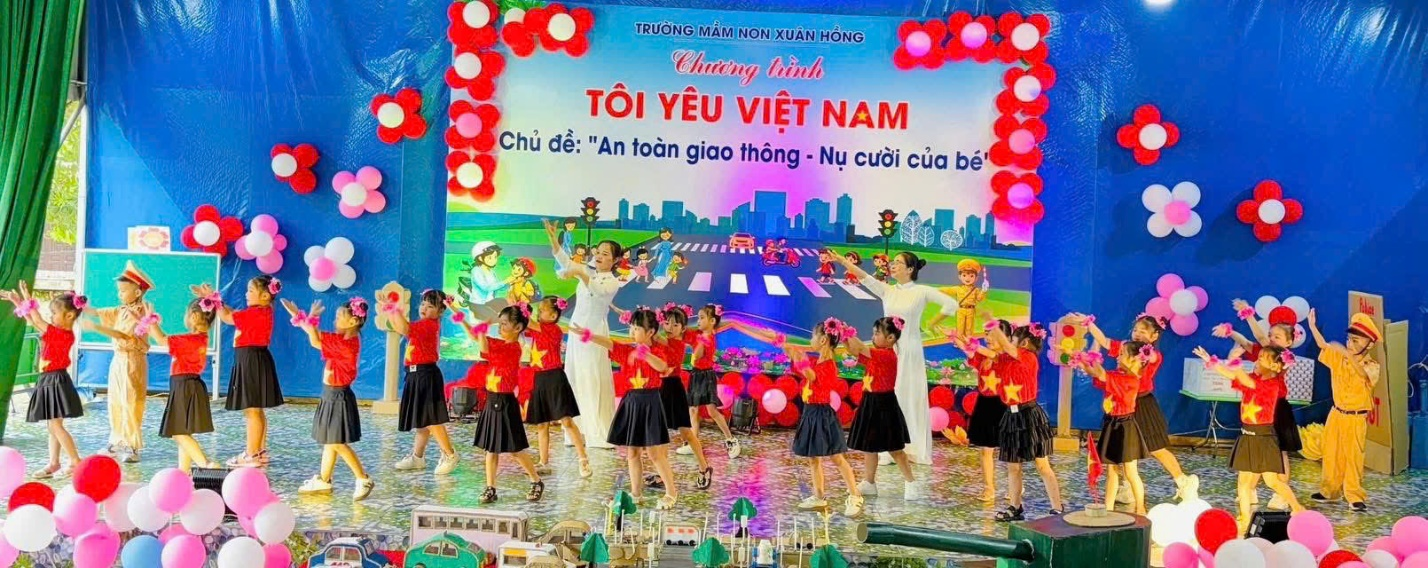 TRƯỜNG MẦM NON XUÂN HỒNG
Chương trình
TÔI YÊU VIỆT NAM
Chủ đề: "An toàn giao thông - Nụ cười của bé"